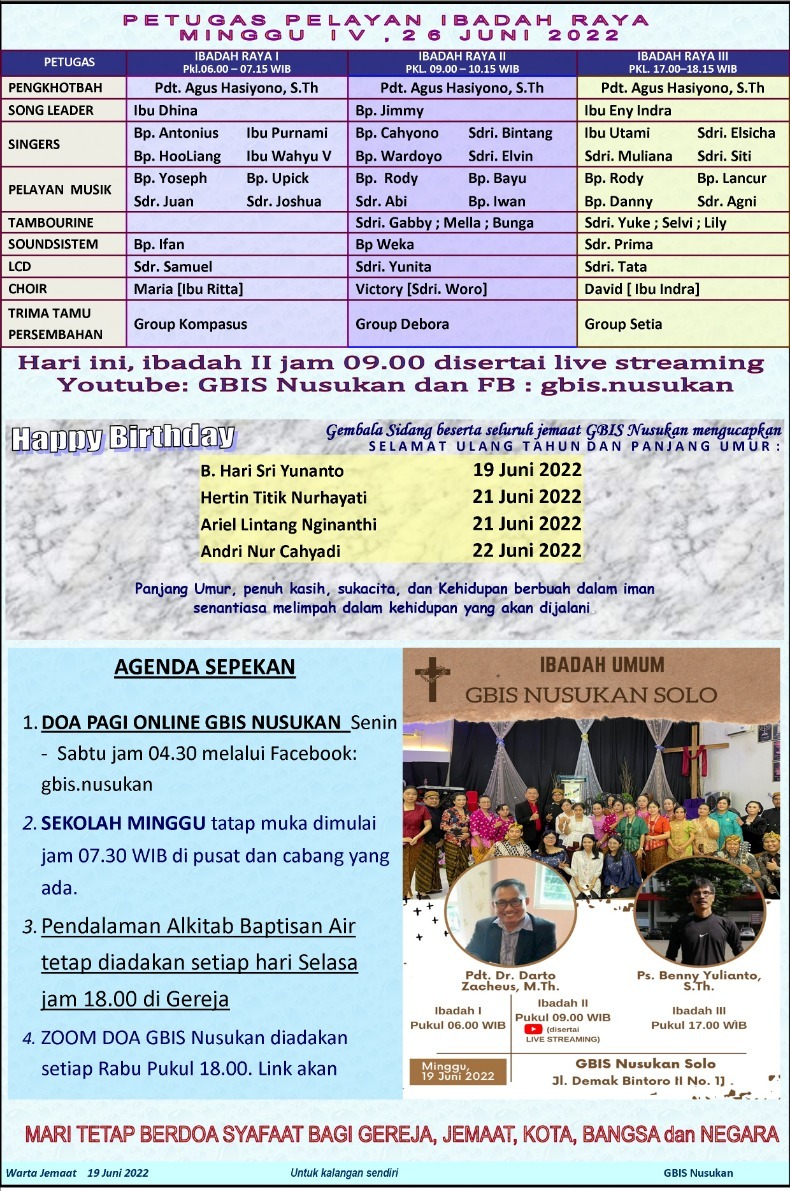 PETUGAS PELAYAN IBADAH RAYA
MINGGU IV , 26 JUNI 2022
PETUGAS IBADAH RAYA I Pkl.06.00 – 07.15 WIB IBADAH RAYA II PKL. 09.00 – 10.15 WIB IBADAH RAYA III PKL. 17.00–18.15 WIB
PENGKHOTBAH Pdt. Agus Hasiyono, S.Th Pdt. Agus Hasiyono, S.Th Pdt. Agus Hasiyono, S.Th
SONG LEADER Ibu Dhina Bp. Jimmy Ibu Eny Indra
SINGERS Bp. Antonius Ibu Purnami Bp. Cahyono Sdri. Bintang Ibu Utami Sdri. Elsicha
Bp. HooLiang Ibu Wahyu V Bp. Wardoyo Sdri. Elvin Sdri. Muliana Sdri. Siti
PELAYAN MUSIK Bp. Yoseph Bp. Upick Bp. Rody Bp. Bayu Bp. Rody Bp. Lancur
Sdr. Juan Sdr. Joshua Sdr. Abi Bp. Iwan Bp. Danny Sdr. Agni
TAMBOURINE Sdri. Gabby ; Mella ; Bunga Sdri. Yuke ; Selvi ; Lily
SOUNDSISTEM Bp. Ifan Bp Weka Sdr. Prima
LCD Sdr. Samuel Sdri. Yunita Sdri. Tata
CHOIR Maria [Ibu Ritta] Victory [Sdri. Woro] David [ Ibu Indra]
TRIMA TAMU PERSEMBAHAN Group Kompasus Group Debora Group Setia
Hari ini, ibadah II jam 09.00 disertai live streaming
Youtube: GBIS Nusukan dan FB : gbis.nusukan
Happy Birthday
Gembala Sidang beserta seluruh jemaat GBIS Nusukan mengucapkan
SELAMAT ULANG TAHUN DAN PANJANG UMUR :
B. Hari Sri Yunanto 19 Juni 2022
Hertin Titik Nurhayati 21 Juni 2022
Ariel Lintang Nginanthi 21 Juni 2022
Andri Nur Cahyadi 22 Juni 2022
Panjang Umur, penuh kasih, sukacita, dan Kehidupan berbuah dalam iman
senantiasa melimpah dalam kehidupan yang akan dijalani
AGENDA SEPEKAN
1. DOA PAGI ONLINE GBIS NUSUKAN Senin
- Sabtu jam 04.30 melalui Facebook:
gbis.nusukan
2. SEKOLAH MINGGU tatap muka dimulai
jam 07.30 WIB di pusat dan cabang yang
ada.
3. Pendalaman Alkitab Baptisan Air
tetap diadakan setiap hari Selasa
jam 18.00 di Gereja
4. ZOOM DOA GBIS Nusukan diadakan
setiap Rabu Pukul 18.00. Link akan
IBADAH UMUM
GBIS NUSUKAN SOLO
Pdt. Dr. Darto
Zacheus, M.Th.
Ps. Benny Yulianto,
S.Th.
Ibadah I
Pukul 06.00 WIB
Ibadah II
Pukul 09.00 WIB
(disertai
LIVE STREAMING)
Ibadah III
Pukul 17.00 WIB
Minggu,
19 Juni 2022
GBIS Nusukan Solo
Jl. Demak Bintoro II No. 1J .
MARI TETAP BERDOA SYAFAAT BAGI GEREJA, JEMAAT, KOTA, BANGSA dan NEGARA
Warta Jemaat 19 Juni 2022 Untuk kalangan sendiri GBIS Nusukan